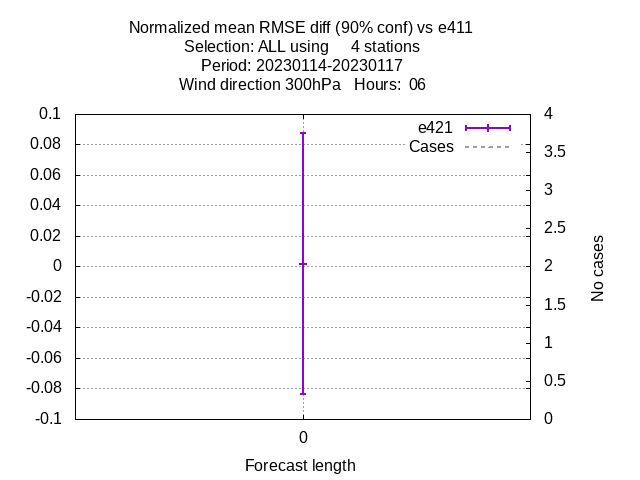 Normalized mean RMSE diff (90% conf) vs e411
Selection: ALL using     4 stations
Period: 20230114-20230117
Wind direction 300hPa   Hours:  06
0.1
0.08
0.06
0.04
0.02
0
-0.02
-0.04
-0.06
-0.08
-0.1
e421
Cases
4
3.5
3
2.5
2
1.5
1
0.5
0
No cases
0
Forecast length